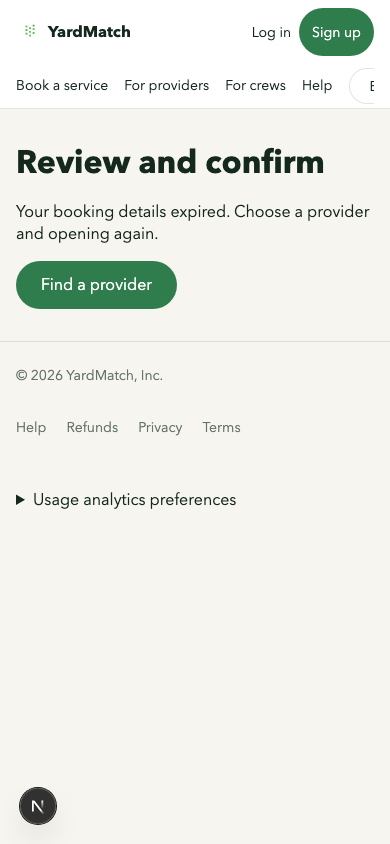 YardMatch
Log in
Sign up
Book a service
For providers
For crews
Help
Review and confirm
Your booking details expired. Choose a provider
and opening again.
Find a provider
© 2026 YardMatch, Inc.
Help
Refunds
Privacy
Terms
Usage analytics preferences
N